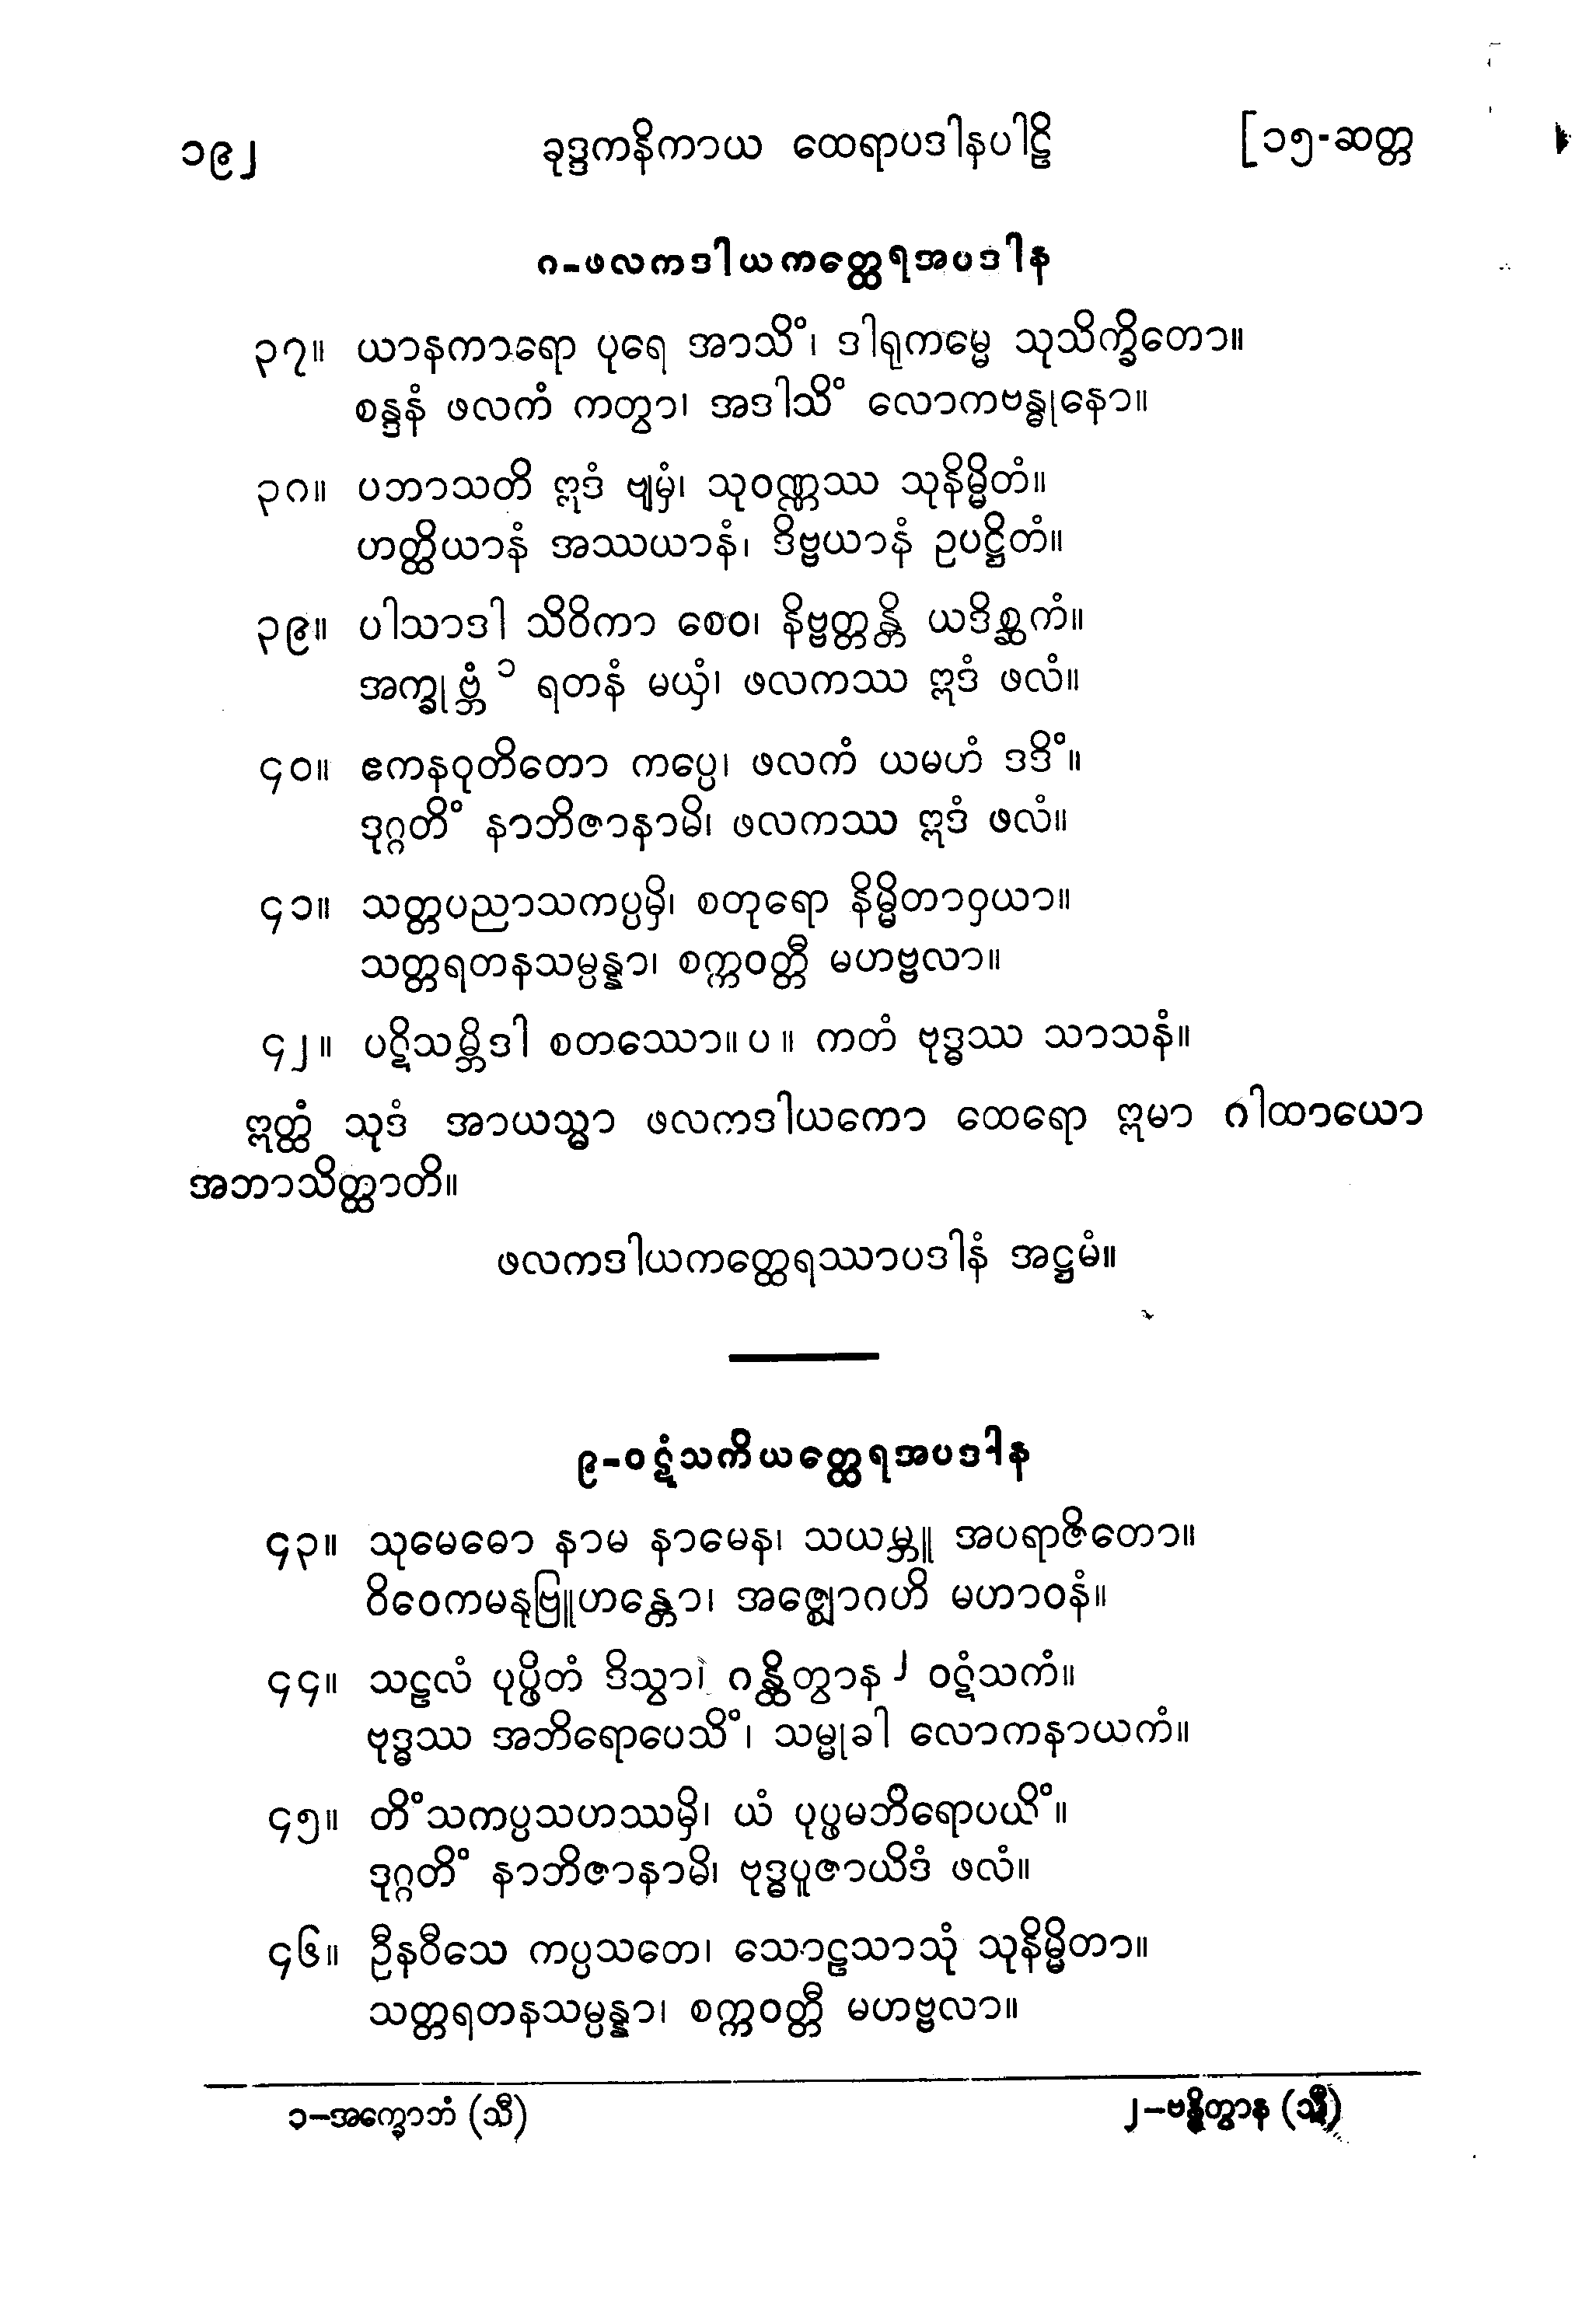 ၁၉၂ ခုဒ္ဒကနိကာယ ထေရာပဒါနပါဠိ [၁၅-ဆတ္တ
၈-ဖလကဒါယကတ္ထေရအပဒါန
၃၇။ ယာနကာရော ပုရေ အာသိံ၊ ဒါရုကမ္မေ သုသိက္ခိတော။
စန္ဒနံ ဖလကံ ကတွာ၊ အဒါသိံ လောကဗန္ဓုနော။
၃၈။ ပဘာသတိ ဣဒံ ဗျမှံ၊ သုဝဏ္ဏဿ သုနိမ္မိတံ။
ဟတ္ထိယာနံ အဿယာနံ၊ ဒိဗ္ဗယာနံ ဥပဋ္ဌိတံ။
၃၉။ ပါသာဒါ သိဝိကာ စေဝ၊ နိဗ္ဗတ္တန္တိ ယဒိစ္ဆကံ။
အက္ခုဗ္ဘံ ၁ ရတနံ မယှံ၊ ဖလကဿ ဣဒံ ဖလံ။
၄၀။ ဧကနဝုတိတော ကပ္ပေ၊ ဖလကံ ယမဟံ ဒဒိံ။
ဒုဂ္ဂတိံ နာဘိဇာနာမိ၊ ဖလကဿ ဣဒံ ဖလံ။
၄၁။ သတ္တပညာသကပ္ပမှိ၊ စတုရော နိမ္မိတာဝှယာ။
သတ္တရတနသမ္ပန္နာ၊ စက္ကဝတ္တီ မဟဗ္ဗလာ။
၄၂။ ပဋိသမ္ဘိဒါ စတဿော။ပ။ ကတံ ဗုဒ္ဓဿ သာသနံ။
ဣတ္ထံ သုဒံ အာယသ္မာ ဖလကဒါယကော ထေရော ဣမာ ဂါထာယော
အဘာသိတ္ထာတိ။
ဖလကဒါယကတ္ထေရဿာပဒါနံ အဋ္ဌမံ။
၉-ဝဋံသကိယတ္ထေရအပဒါန
၄၃။ သုမေဓော နာမ နာမေန၊ သယမ္ဘူ အပရာဇိတော။
ဝိဝေကမနုဗြူဟန္တော၊ အဇ္ဈောဂဟိ မဟာဝနံ။
၄၄။ သဠလံ ပုပ္ဖိတံ ဒိသွာ၊ ဂန္ထိတွာန ၂ ဝဋံသကံ။
ဗုဒ္ဓဿ အဘိရောပေသိံ၊ သမ္မုခါ လောကနာယကံ။
၄၅။ တိံသကပ္ပသဟဿမှိ၊ ယံ ပုပ္ဖမဘိရောပယိံ။
ဒုဂ္ဂတိံ နာဘိဇာနာမိ၊ ဗုဒ္ဓပူဇာယိဒံ ဖလံ။
၄၆။ ဦနဝီသေ ကပ္ပသတေ၊ သောဠသာသုံ သုနိမ္မိတာ။
သတ္တရတနသမ္ပန္နာ၊ စက္ကဝတ္တီ မဟဗ္ဗလာ။
၁-အက္ခောဘံ (သီ) ၂-ဗန္ဓိတွာန (သီ)